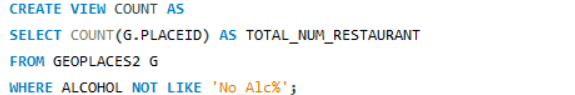 CREATE VIEW COUNT AS
SELECT COUNT(G.PLACEID) AS TOTAL_NUM_RESTAURANT
FROM GEOPLACES2 G
WHERE ALCOHOL NOT LIKE 'No_Alc%';